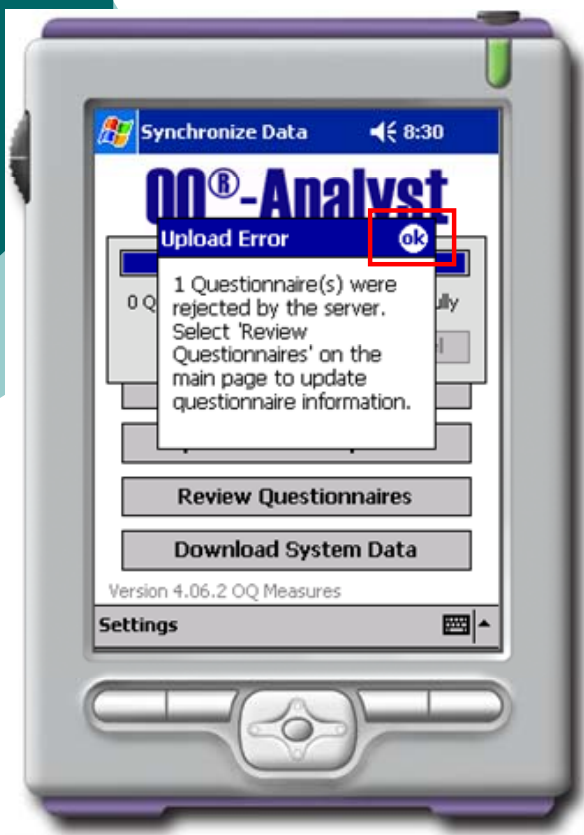 Synchronize Data 8:30
OQ®-Analyst
Upload Error ok
1 Questionnaire(s) were
rejected by the server.
Select 'Review
Questionnaires' on the
main page to update
questionnaire information.
0 Q
Review Questionnaires
Download System Data
Version 4.06.2 OQ Measures
Settings